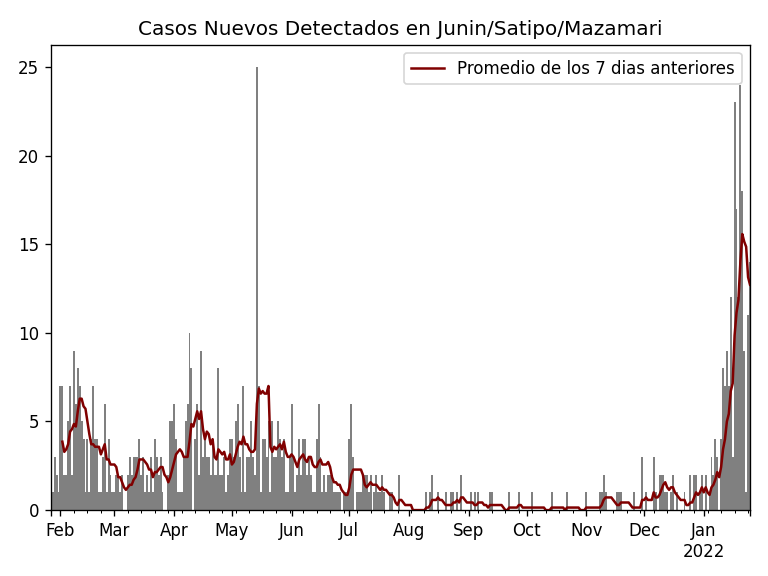 Casos Nuevos Detectados en Junin/Satipo/Mazamari
Promedio de los 7 dias anteriores
25
20
15
10
5
0
Feb Mar Apr May Jun Jul Aug Sep Oct Nov Dec Jan
2022